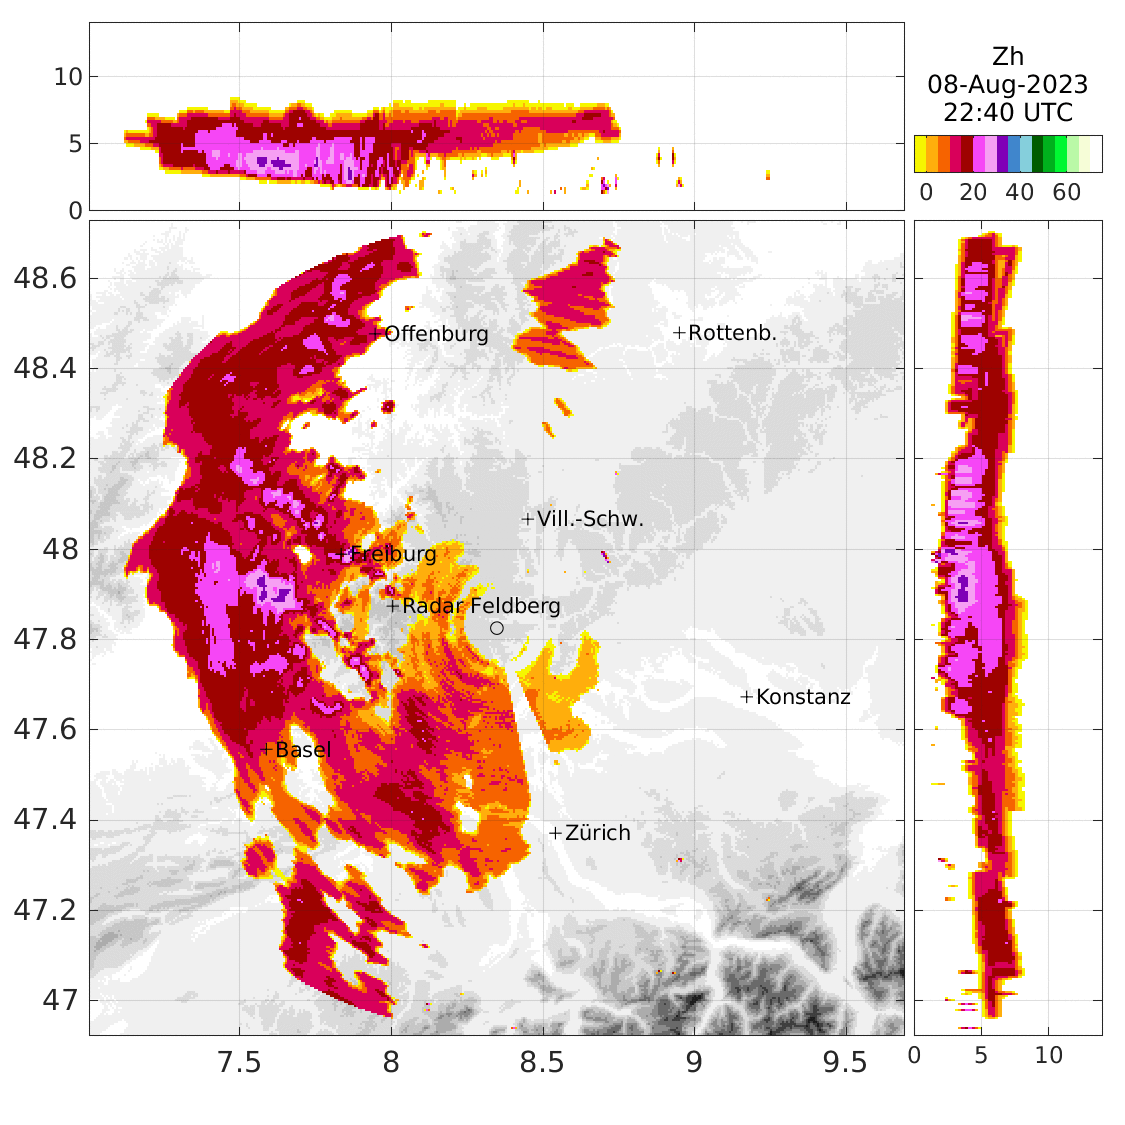 Zh
08-Aug-2023
22:40 UTC
0 20 40 60
10
5
0
48.6
48.4
48.2
48
47.8
47.6
47.4
47.2
47
Offenburg
Rottenb.
Vill.-Schw.
Freiburg
Radar Feldberg
Konstanz
Basel
Zürich
7.5 8 8.5 9 9.5
0 5 10